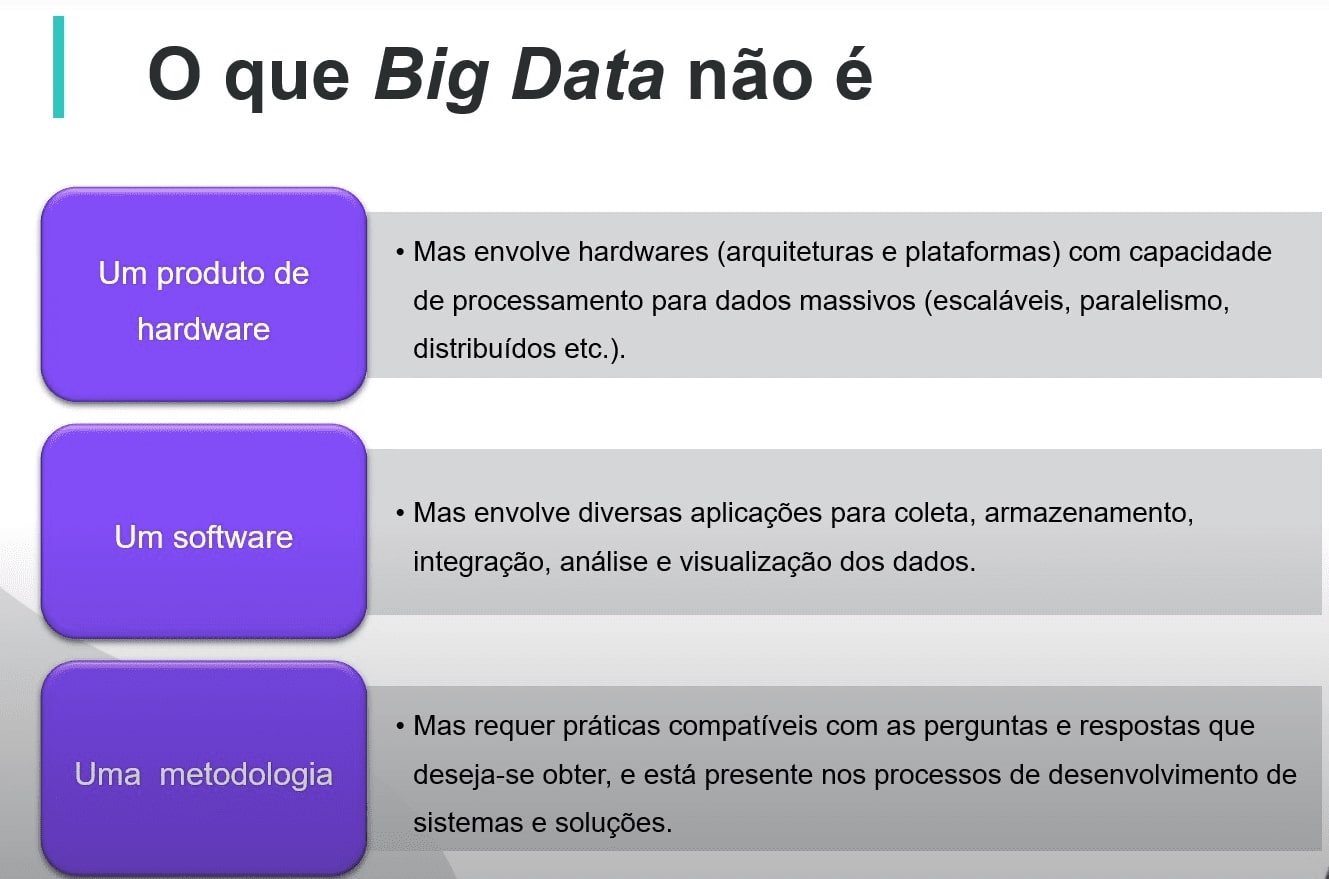 O que Big Data não é
Um produto de
hardware
• Mas envolve hardwares (arquiteturas e plataformas) com capacidade
de processamento para dados massivos (escaláveis, paralelismo,
distribuídos etc.).
Um software
• Mas envolve diversas aplicações para coleta, armazenamento,
integração, análise e visualização dos dados.
Uma metodologia
• Mas requer práticas compatíveis com as perguntas e respostas que
deseja-se obter, e está presente nos processos de desenvolvimento de
sistemas e soluções.